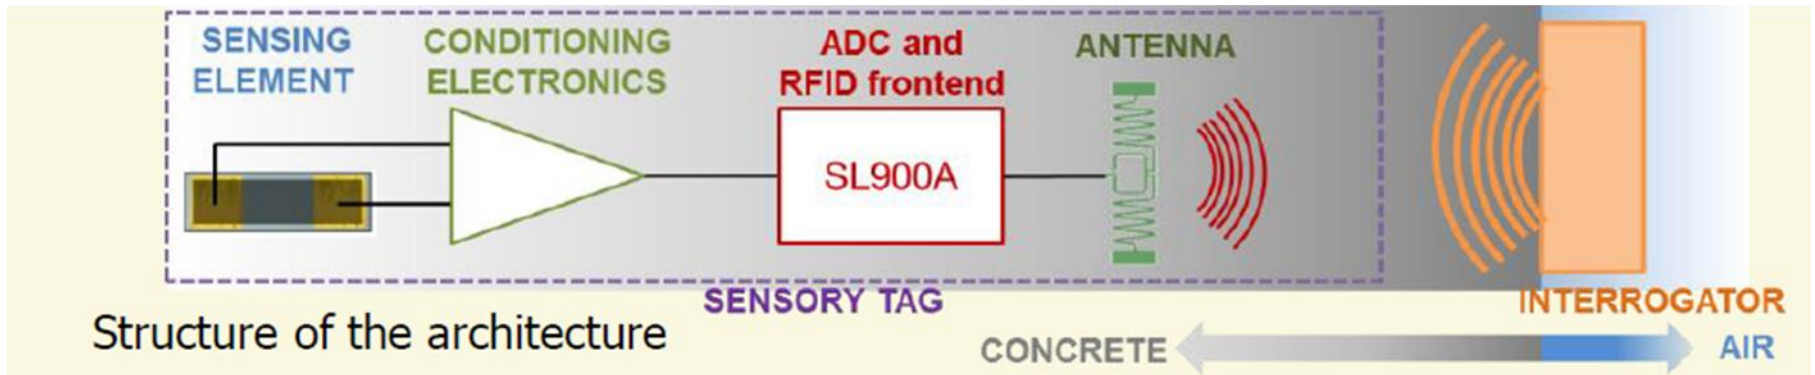 SENSING
ELEMENT
CONDITIONING
ELECTRONICS
ADC and
RFID frontend
ANTENNA
SL900A
SENSORY TAG
INTERROGATOR
Structure of the architecture
CONCRETE
AIR